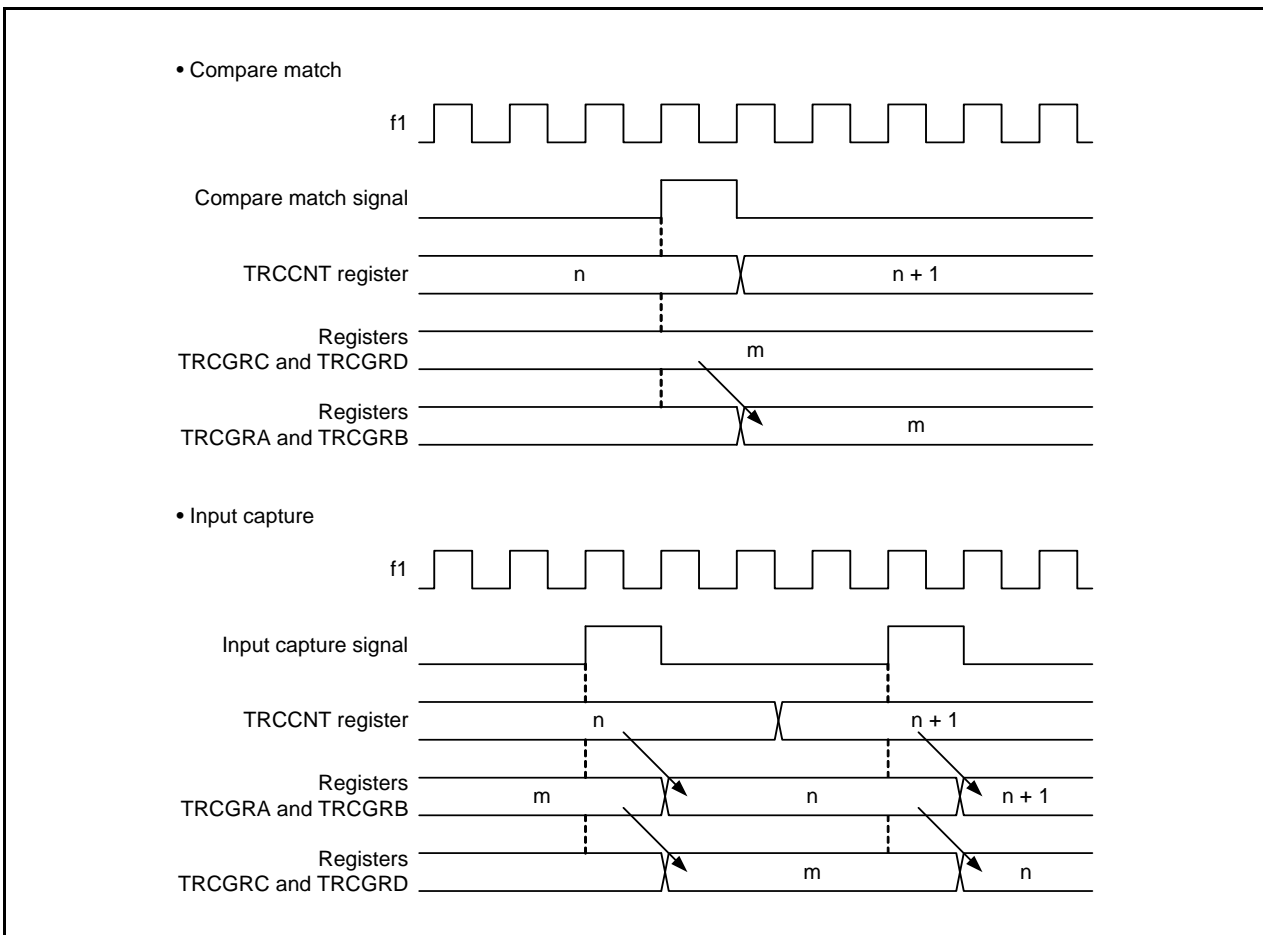 • Compare match
f1
Compare match signal
TRCCNT register
n
n + 1
Registers
TRCGRC and TRCGRD
m
Registers
TRCGRA and TRCGRB
m
• Input capture
f1
Input capture signal
TRCCNT register
n
n + 1
Registers
TRCGRA and TRCGRB
m
n
n + 1
Registers
TRCGRC and TRCGRD
m
n